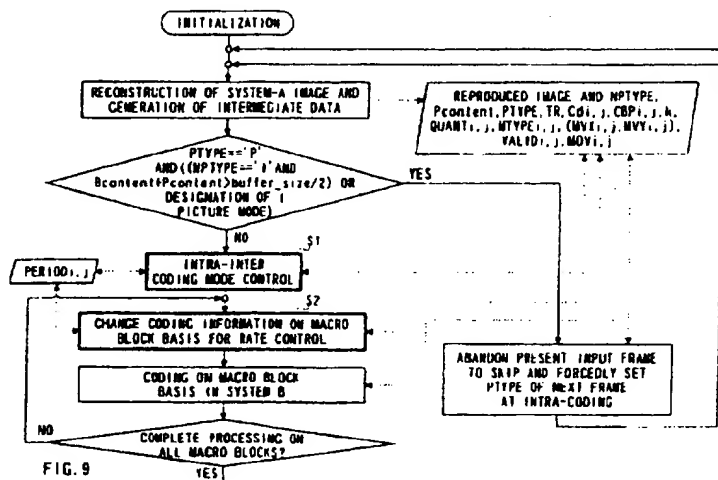 INITIALIZATION
RECONSTRUCTION OF SYSTEM-A IMAGE AND
GENERATION OF INTERMEDIATE DATA
REPRODUCED IMAGE AND NPTYPE,
Pcontent, PTYPE, TR, Cdi, j, CBPi, j, k,
QUANTi, j, MTYPEi, j, (MVXi, j, MVYi, j),
VALIDi, j, MOVi, j
PTYPE=='P'
AND((NPTYPE=='I' AND
Bcontent+Pcontent>buffer_size/2) OR
DESIGNATION OF I
PICTURE MODE)
YES
NO
S1
INTRA-INTER
CODING MODE CONTROL
PERIODi, j
S2
CHANGE CODING INFORMATION ON MACRO
BLOCK BASIS FOR RATE CONTROL
CODING ON MACRO BLOCK
BASIS IN SYSTEM B
ABANDON PRESENT INPUT FRAME
TO SKIP AND FORCEDLY SET
PTYPE OF NEXT FRAME
AT INTRA-CODING
NO
COMPLETE PROCESSING ON
ALL MACRO BLOCKS?
YES
FIG. 9